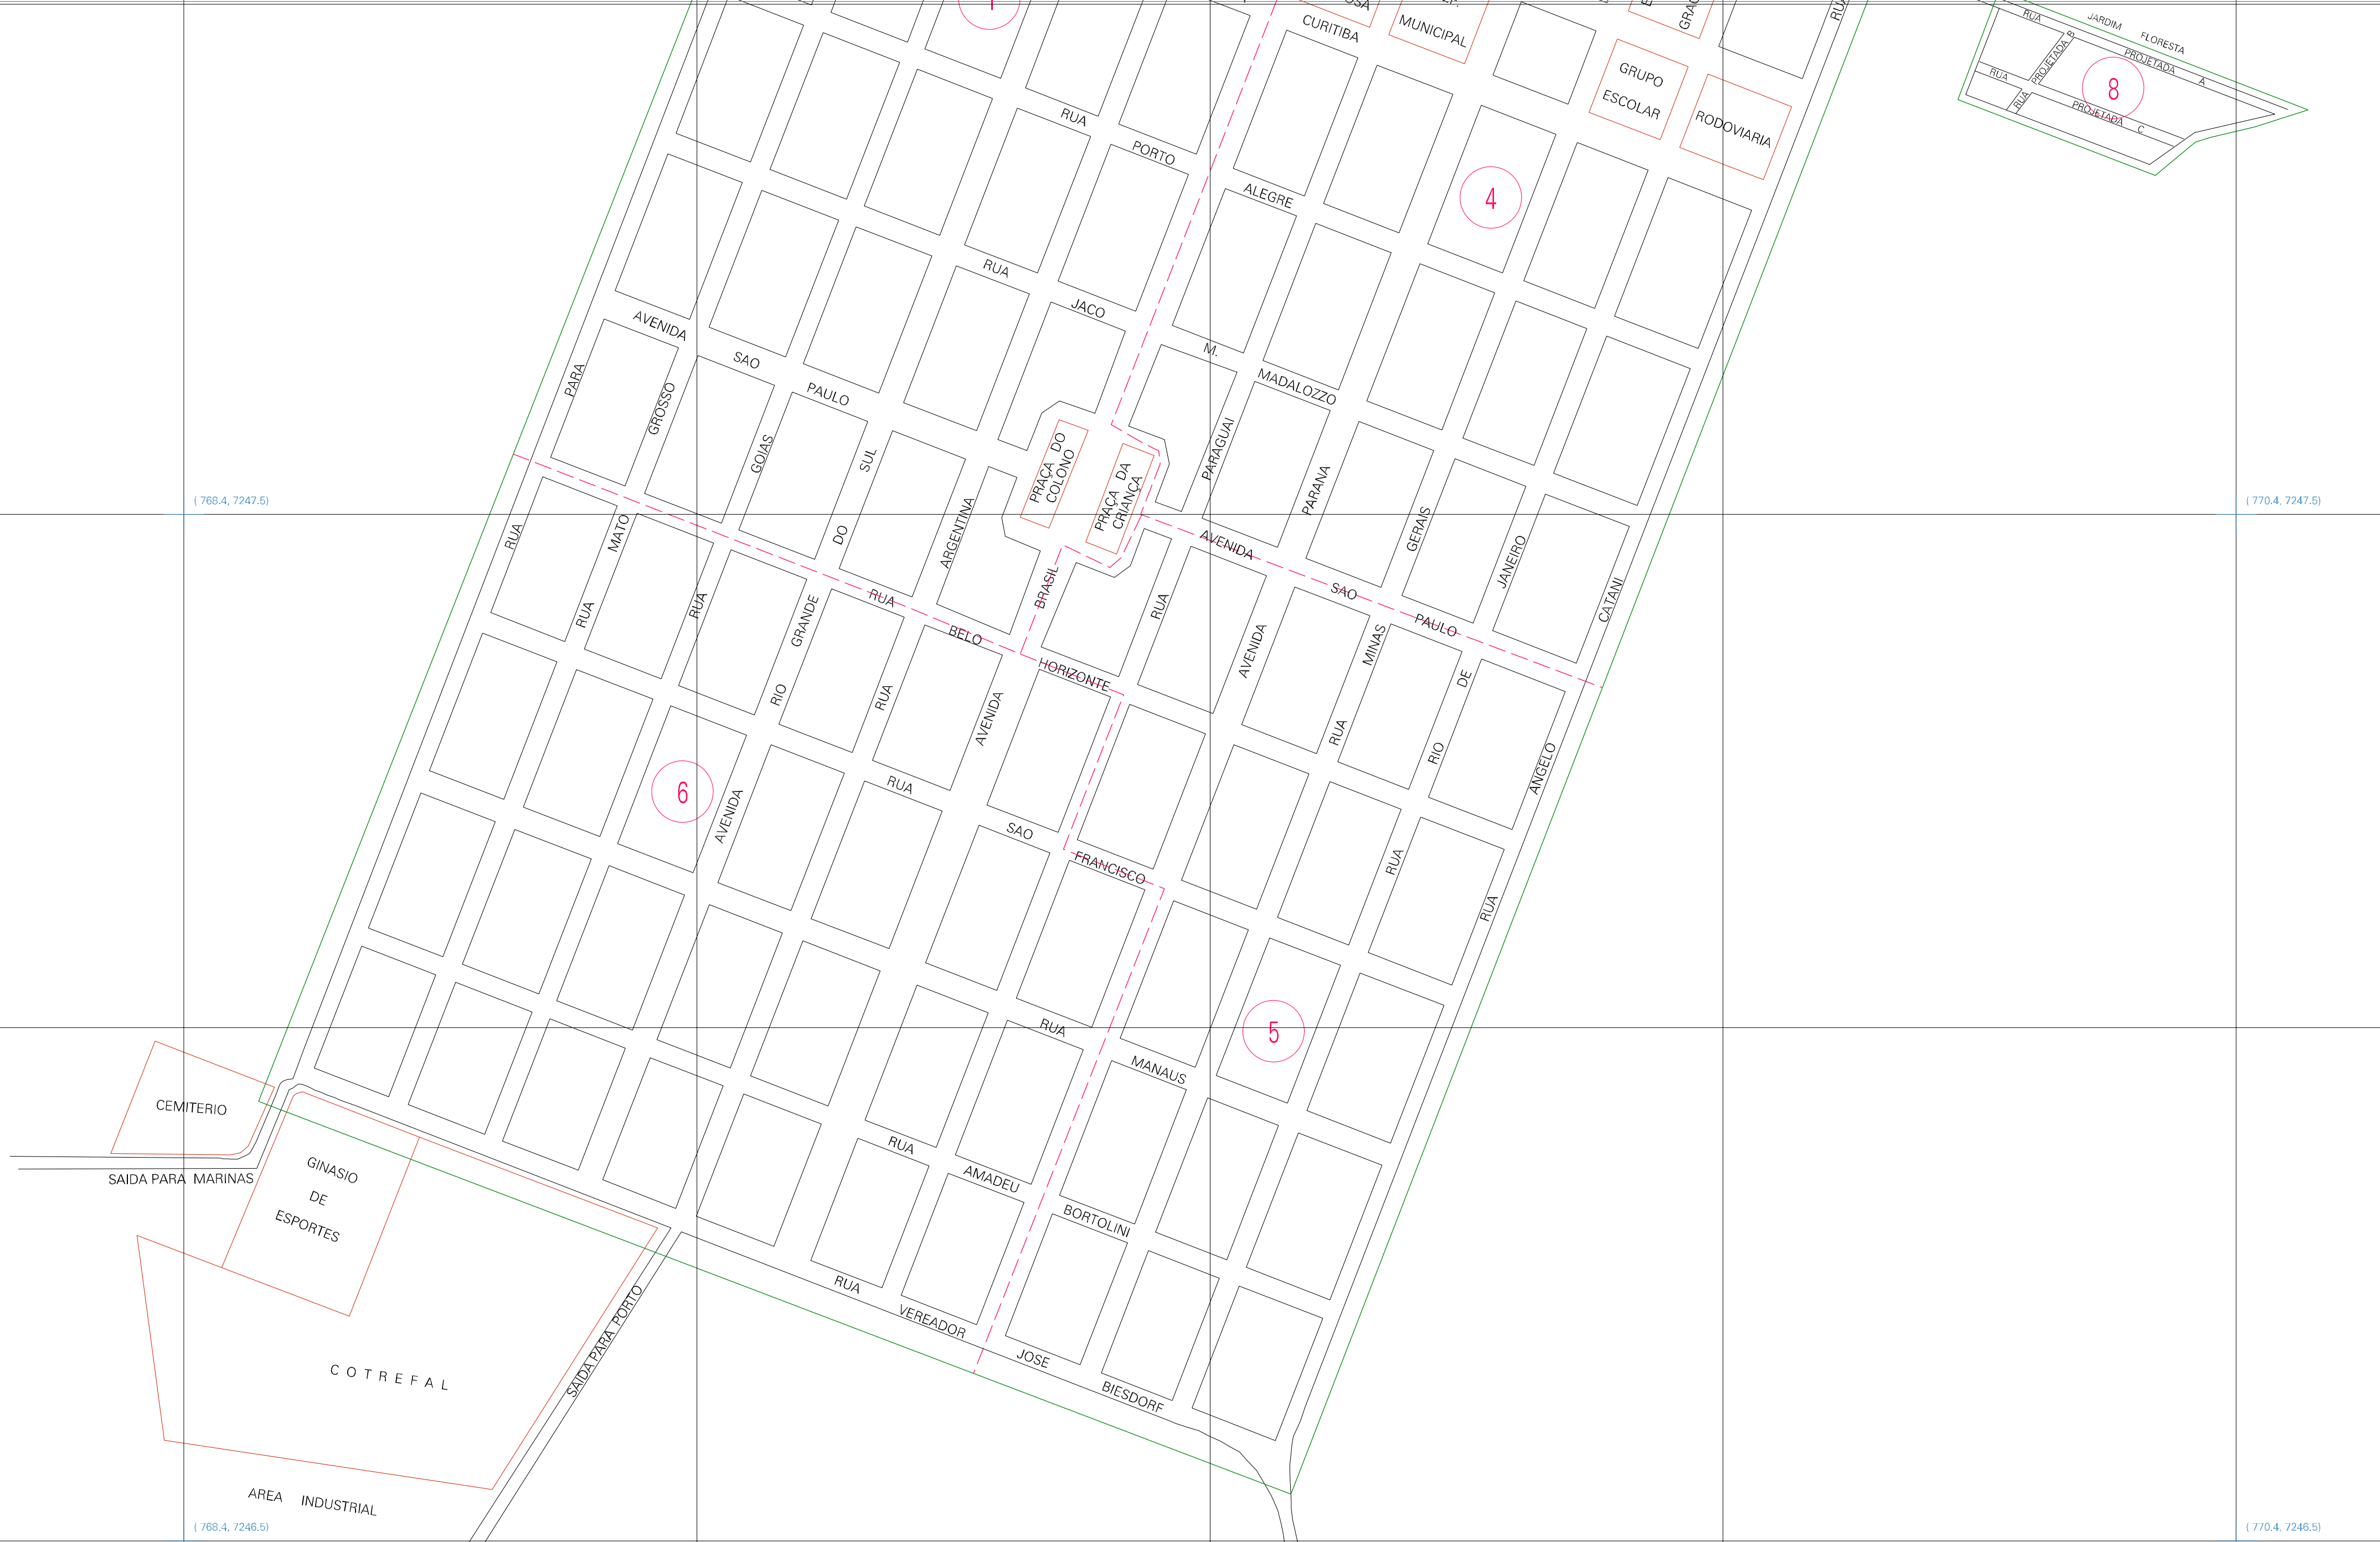 CURITIBA
MUNICIPAL
GRUPO
ESCOLAR
RODOVIARIA
RUA
JARDIM FLORESTA
RUA PROJETADA A
RUA PROJETADA B
RUA PROJETADA C
8
RUA PORTO ALEGRE
4
RUA JACO M. MADALOZZO
AVENIDA SAO PAULO
RUA PARA
RUA MATO GROSSO
RUA GOIAS
AVENIDA RIO GRANDE DO SUL
RUA ARGENTINA
AVENIDA BRASIL
PRAÇA DO
COLONO
PRAÇA DA
CRIANÇA
RUA PARAGUAI
AVENIDA PARANA
RUA MINAS GERAIS
RUA RIO DE JANEIRO
RUA ANGELO CATANI
( 768.4, 7247.5)
( 770.4, 7247.5)
AVENIDA SAO PAULO
RUA BELO HORIZONTE
6
RUA SAO FRANCISCO
5
RUA MANAUS
RUA AMADEU BORTOLINI
RUA VEREADOR JOSE BIESDORF
CEMITERIO
SAIDA PARA MARINAS
GINASIO
DE
ESPORTES
SAIDA PARA PORTO
COTREFAL
AREA INDUSTRIAL
( 768.4, 7246.5)
( 770.4, 7246.5)